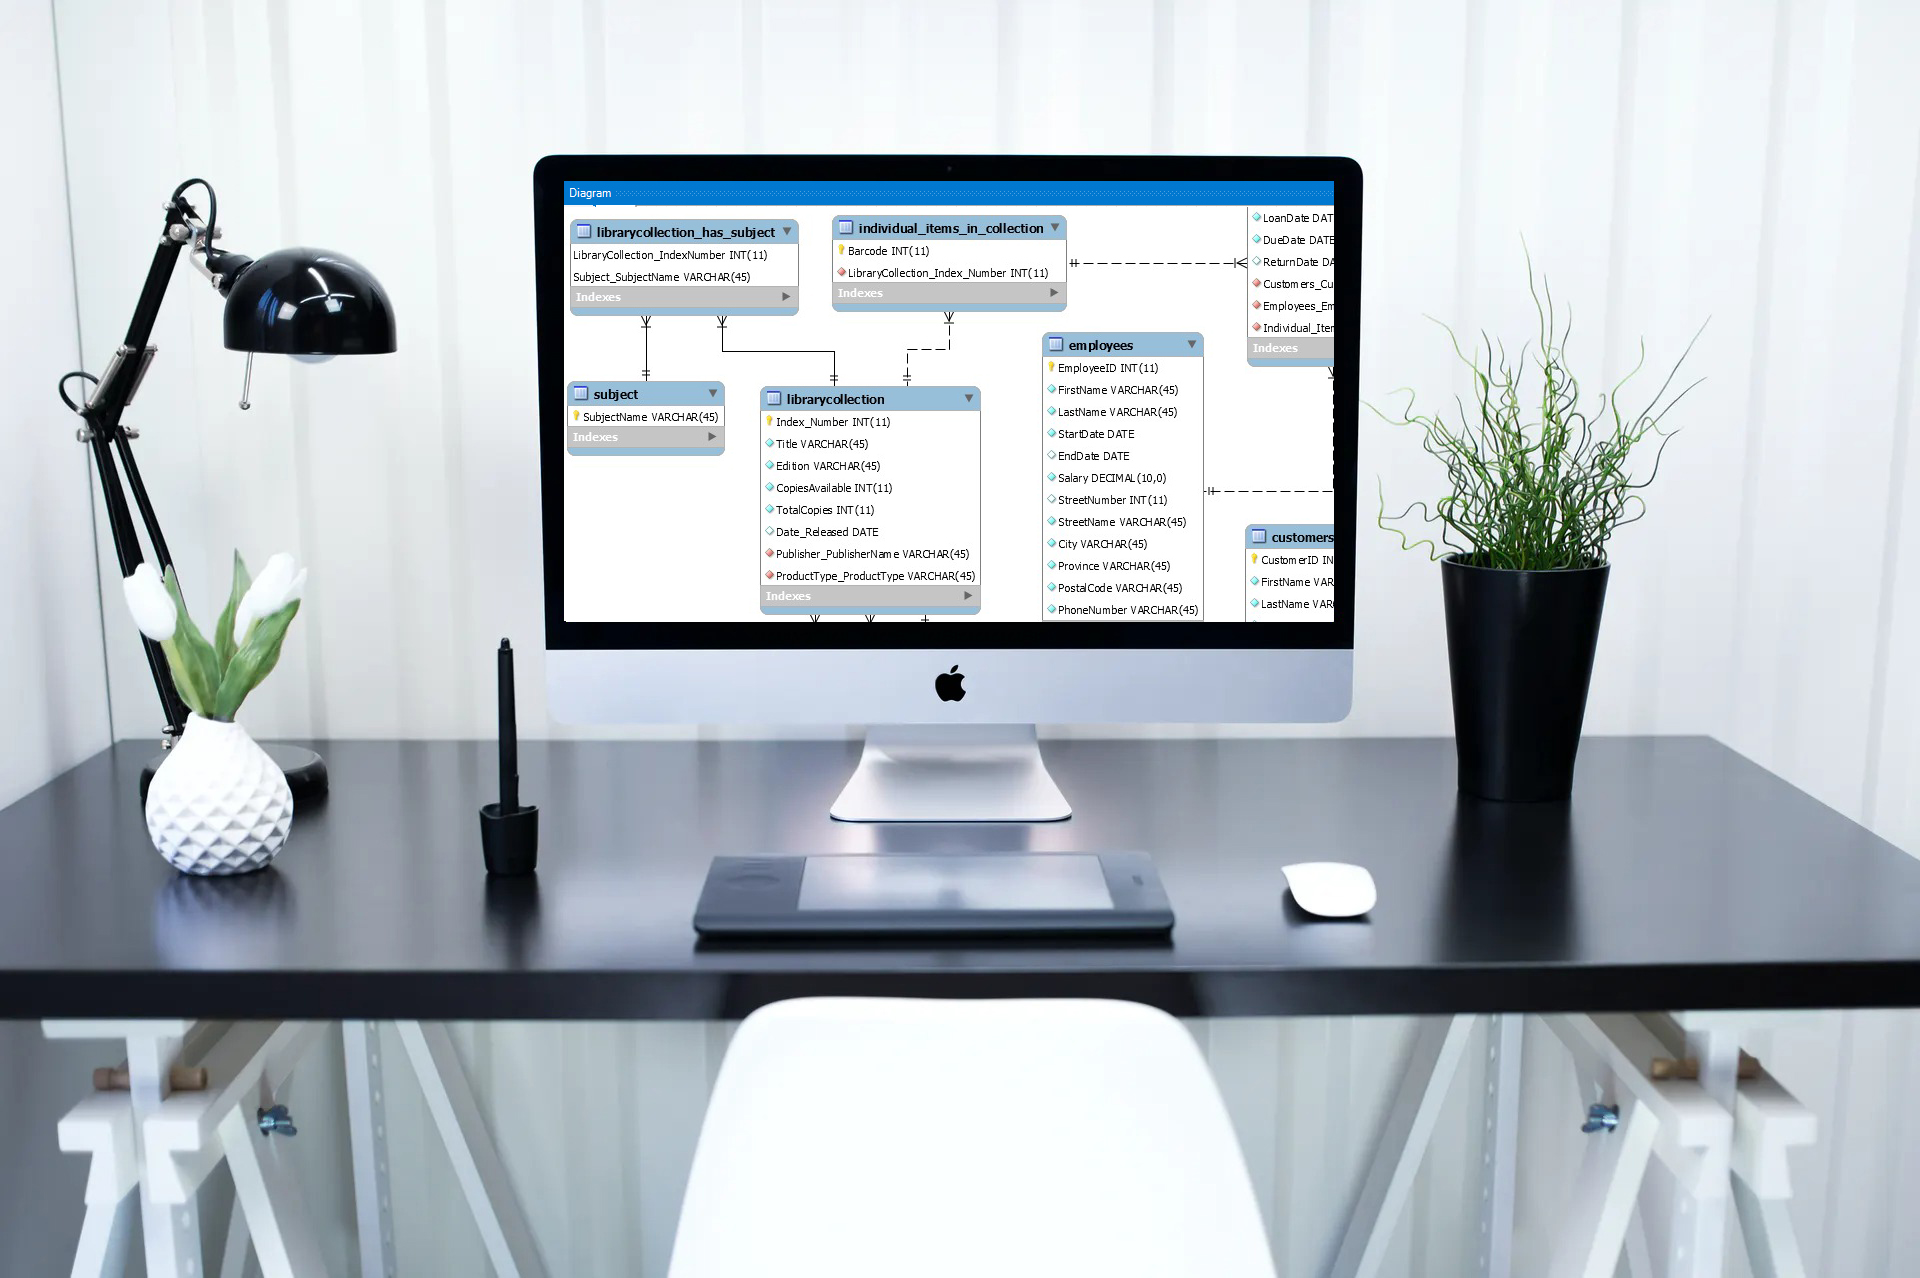 Diagram
librarycollection_has_subject
LibraryCollection_IndexNumber INT(11)
Subject_SubjectName VARCHAR(45)
Indexes
individual_items_in_collection
Barcode INT(11)
LibraryCollection_Index_Number INT(11)
Indexes
LoanDate DAT
DueDate DATE
ReturnDate DA
Customers_Cu
Employees_Em
Individual_Iter
Indexes
subject
SubjectName VARCHAR(45)
Indexes
librarycollection
Index_Number INT(11)
Title VARCHAR(45)
Edition VARCHAR(45)
CopiesAvailable INT(11)
TotalCopies INT(11)
Date_Released DATE
Publisher_PublisherName VARCHAR(45)
ProductType_ProductType VARCHAR(45)
Indexes
employees
EmployeeID INT(11)
FirstName VARCHAR(45)
LastName VARCHAR(45)
StartDate DATE
EndDate DATE
Salary DECIMAL(10,0)
StreetNumber INT(11)
StreetName VARCHAR(45)
City VARCHAR(45)
Province VARCHAR(45)
PostalCode VARCHAR(45)
PhoneNumber VARCHAR(45)
customers
CustomerID IN
FirstName VAR
LastName VAR